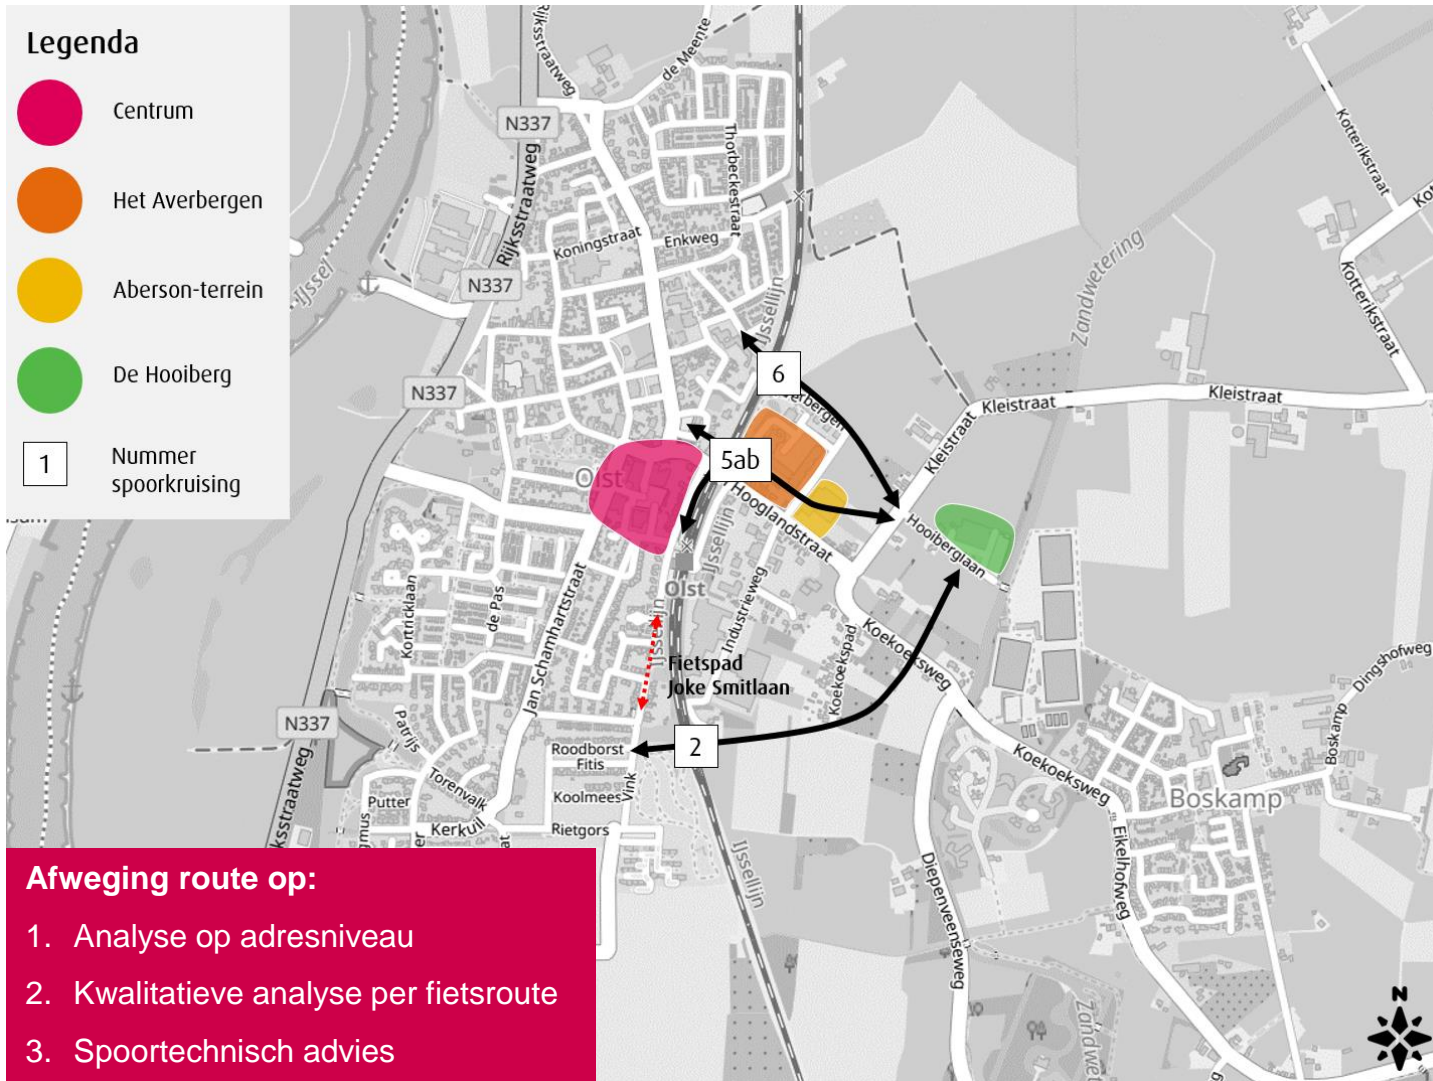 Legenda
Centrum
Het Averbergen
Aberson-terrein
De Hooiberg
1
Nummer
spoorkruising
Rijksstraatweg
de Meente
N337
Thorbeckestraat
Rijksstraatweg
Koningstraat
Enkweg
N337
IJssel
IJssellijn
Zandwetering
Kotterikstraat
Kotterikstraat
6
N337
Kleistraat
Kleistraat
Kleistraat
5ab
Olst
Hooglandstraat
Hooiberglaan
IJssellijn
Olst
Industrieweg
Kortricklaan
de Pas
Jan Schamhartstraat
IJssellijn
Koekoekspad
Koekoeksweg
Fietspad
Joke Smitlaan
Dingshofweg
N337
Patrijs
Roodborst
2
Fitis
Boskamp
Koekoeksweg
Torenvalk
Putter
Koolmees
Vink
Boskamp
Kerkuil
Rietgors
IJssellijn
Eikelhofweg
Diepenveenseweg
Afweging route op:
1. Analyse op adresniveau
2. Kwalitatieve analyse per fietsroute
3. Spoortechnisch advies
N